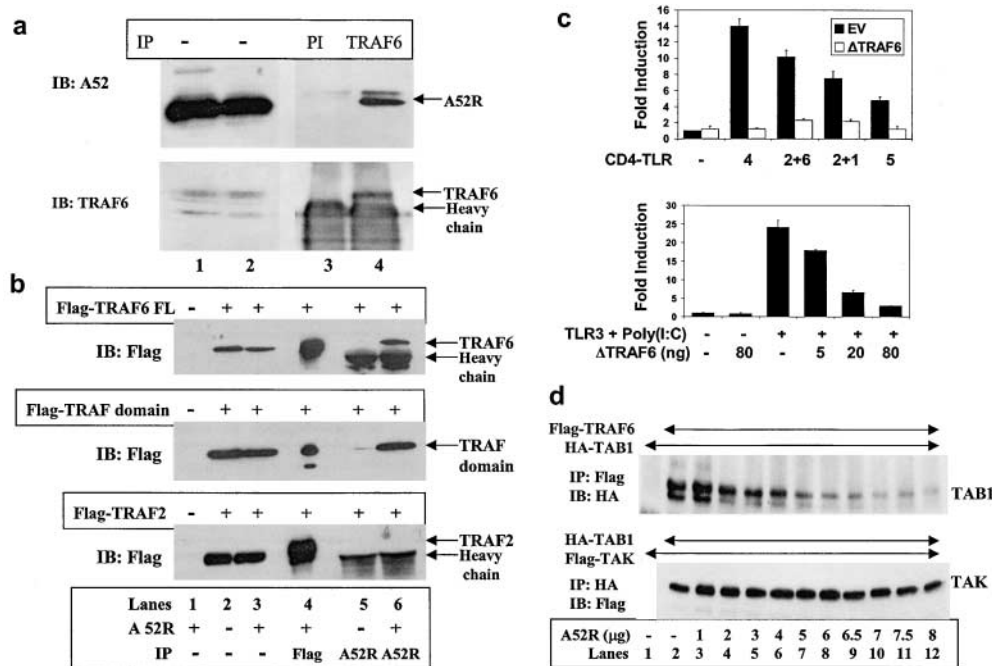 a
IP - - PI TRAF6
IB: A52
A52R
IB: TRAF6
TRAF6
Heavy
chain
1 2 3 4
b
Flag-TRAF6 FL - + + + + +
IB: Flag
TRAF6
Heavy
chain
Flag-TRAF domain - + + + + +
IB: Flag
TRAF
domain
Flag-TRAF2 - + + + + +
IB: Flag
TRAF2
Heavy
chain
Lanes 1 2 3 4 5 6
A 52R + - + + - +
IP Flag A52R A52R
c
Fold Induction
16
14
12
10
8
6
4
2
0
EV
ΔTRAF6
CD4-TLR - 4 2+6 2+1 5
Fold Induction
30
25
20
15
10
5
0
TLR3 + Poly(I:C) - - + + + +
ΔTRAF6 (ng) - 80 - 5 20 80
d
Flag-TRAF6
HA-TAB1
IP: Flag
IB: HA
TAB1
HA-TAB1
Flag-TAK
IP: HA
IB: Flag
TAK
A52R (μg) - - 1 2 3 4 5 6 6.5 7 7.5 8
Lanes 1 2 3 4 5 6 7 8 9 10 11 12